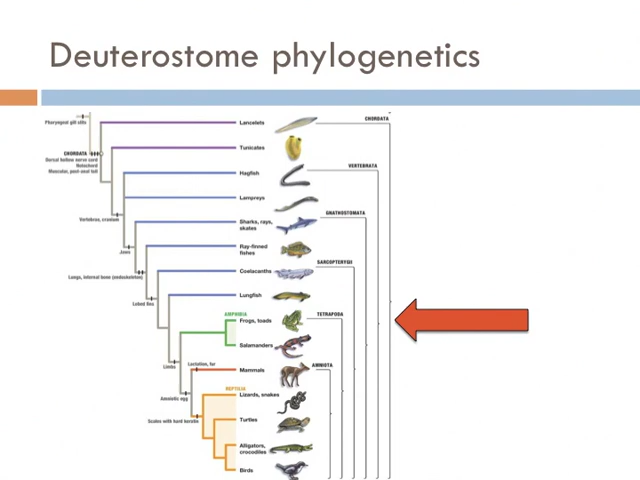 Deuterostome phylogenetics
Pharyngeal gill slits
CHORDATA
Dorsal hollow nerve cord
Notochord
Muscular, post-anal tail
Lancelets
CHORDATA
Tunicates
Hagfish
VERTEBRATA
Lampreys
Vertebrae, cranium
Sharks, rays,
skates
GNATHOSTOMATA
Jaws
Ray-finned
fishes
Lungs, internal bone (endoskeleton)
Coelacanths
SARCOPTERYGII
Lobed fins
Lungfish
AMPHIBIA
Frogs, toads
TETRAPODA
Salamanders
Limbs
Lactation, fur
Mammals
AMNIOTA
REPTILIA
Amniotic egg
Lizards, snakes
Scales with hard keratin
Turtles
Alligators,
crocodiles
Birds